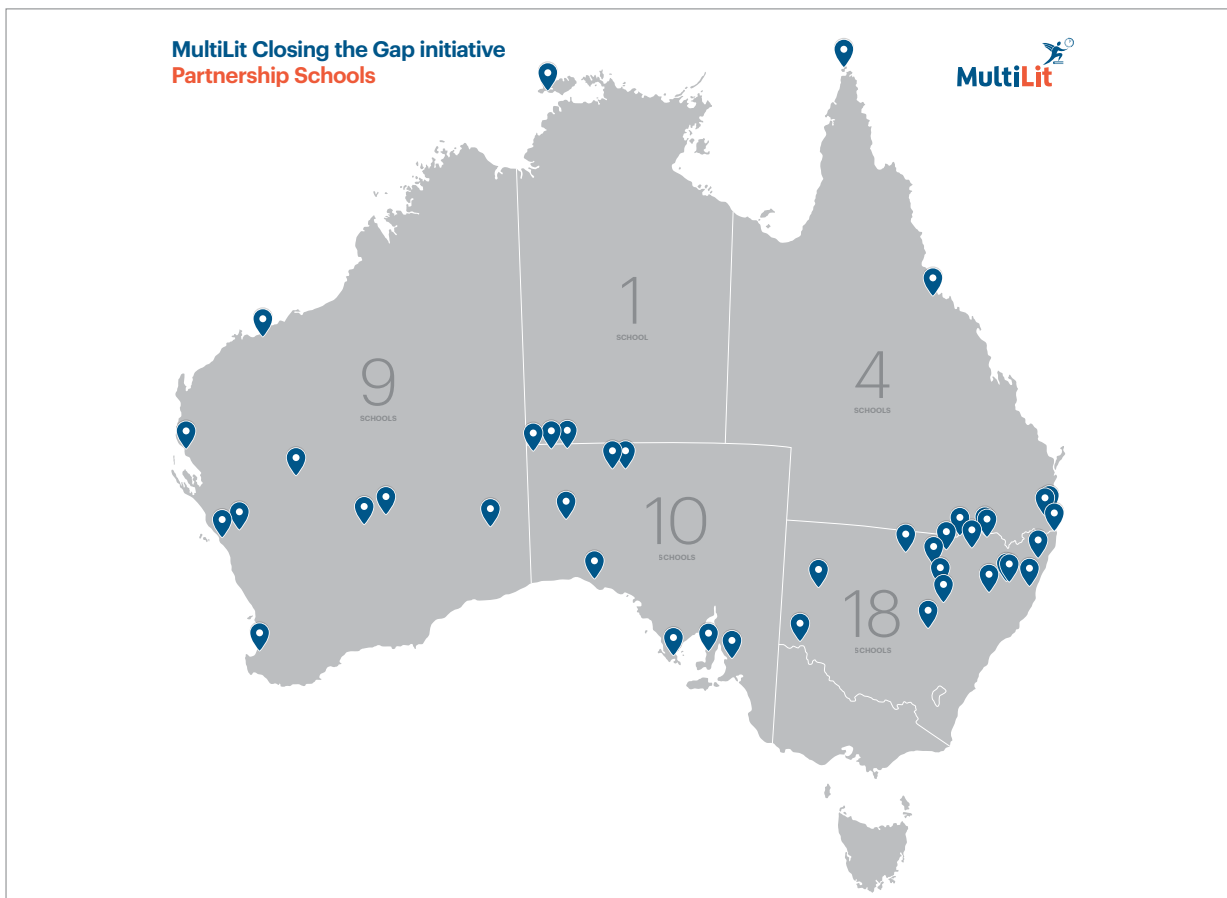 MultiLit Closing the Gap initiative
Partnership Schools
MultiLit
1
SCHOOL
9
SCHOOLS
4
SCHOOLS
10
SCHOOLS
18
SCHOOLS